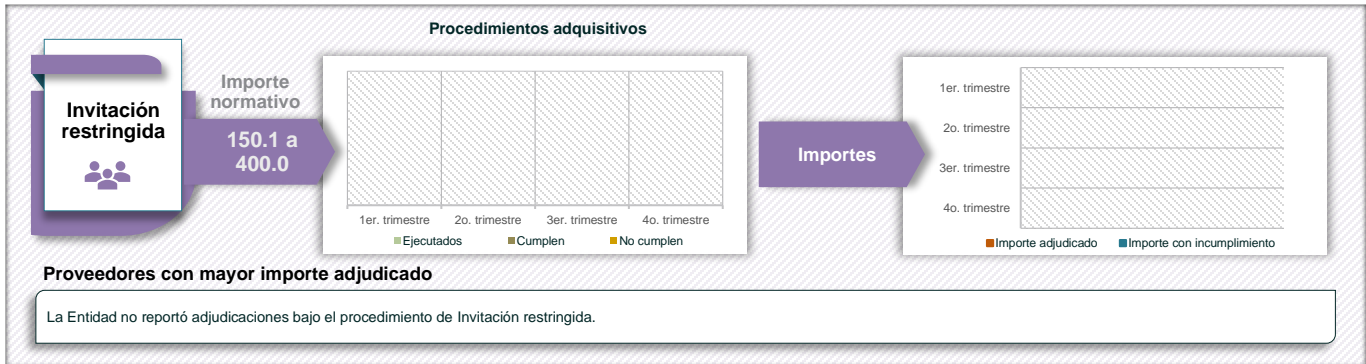 Procedimientos adquisitivos
Invitación
restringida
Importe
normativo
150.1 a
400.0
1er. trimestre
2o. trimestre
3er. trimestre
4o. trimestre
Ejecutados
Cumplen
No cumplen
Importes
1er. trimestre
2o. trimestre
3er. trimestre
4o. trimestre
Importe adjudicado
Importe con incumplimiento
Proveedores con mayor importe adjudicado
La Entidad no reportó adjudicaciones bajo el procedimiento de Invitación restringida.